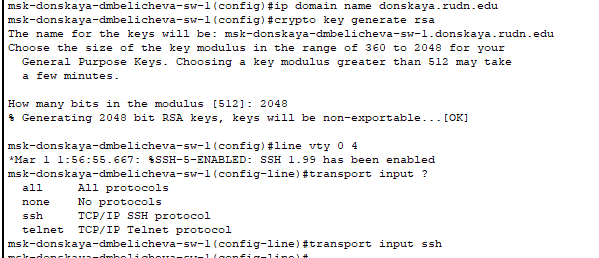 msk-donskaya-dmbelicheva-sw-1(config)#ip domain name donskaya.rudn.edu
msk-donskaya-dmbelicheva-sw-1(config)#crypto key generate rsa
The name for the keys will be: msk-donskaya-dmbelicheva-sw-1.donskaya.rudn.edu
Choose the size of the key modulus in the range of 360 to 2048 for your
  General Purpose Keys. Choosing a key modulus greater than 512 may take
  a few minutes.

How many bits in the modulus [512]: 2048
% Generating 2048 bit RSA keys, keys will be non-exportable...[OK]

msk-donskaya-dmbelicheva-sw-1(config)#line vty 0 4
*Mar 1 1:56:55.667: %SSH-5-ENABLED: SSH 1.99 has been enabled
msk-donskaya-dmbelicheva-sw-1(config-line)#transport input ?
  all     All protocols
  none    No protocols
  ssh     TCP/IP SSH protocol
  telnet  TCP/IP Telnet protocol
msk-donskaya-dmbelicheva-sw-1(config-line)#transport input ssh
msk-donskaya-dmbelicheva-sw-1(config-line)#